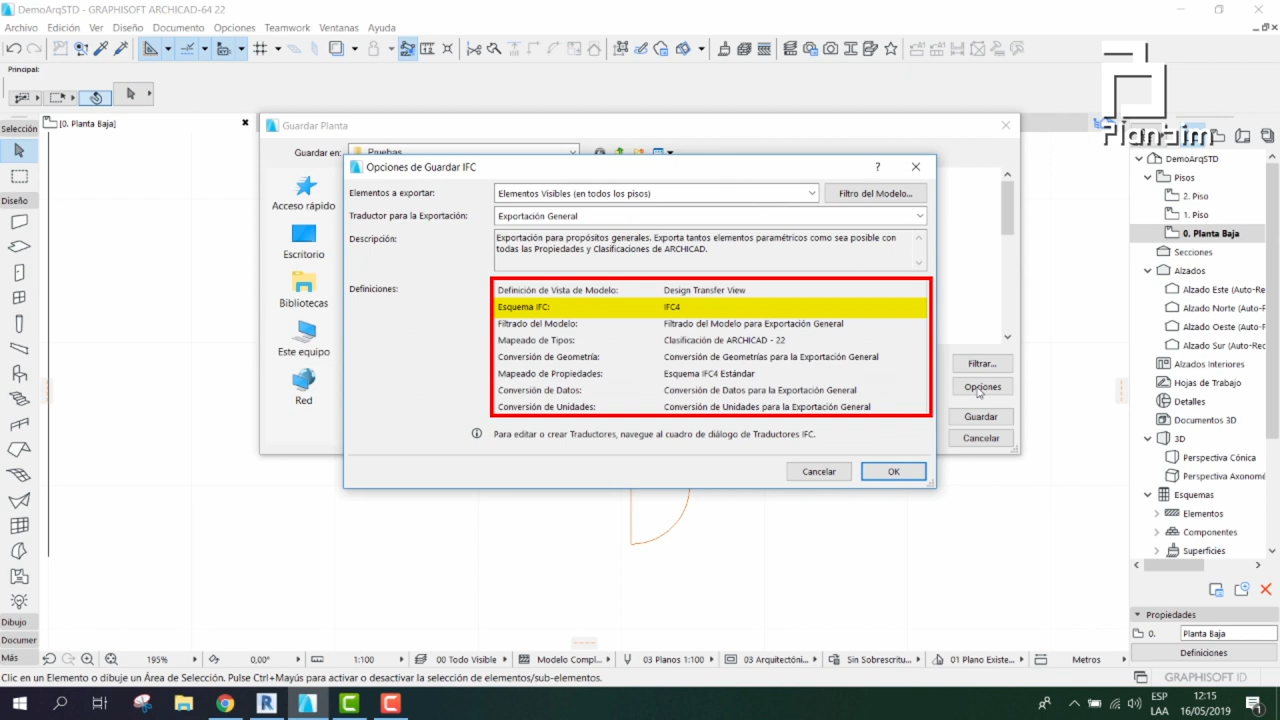 DemoArqSTD - GRAPHISOFT ARCHICAD-64 22
Archivo Edición Ver Diseño Documento Opciones Teamwork Ventanas Ayuda
Principal:
Selección
[0. Planta Baja]
Diseño
Guardar Planta
Guardar en: Pruebas
Acceso rápido
Escritorio
Bibliotecas
Este equipo
Red
Filtrar...
Opciones
Guardar
Cancelar
Opciones de Guardar IFC
?
Elementos a exportar: Elementos Visibles (en todos los pisos) Filtro del Modelo...
Traductor para la Exportación: Exportación General
Descripción: Exportación para propósitos generales. Exporta tantos elementos paramétricos como sea posible con
todas las Propiedades y Clasificaciones de ARCHICAD.
Definiciones:
Definición de Vista de Modelo: Design Transfer View
Esquema IFC: IFC4
Filtrado del Modelo: Filtrado del Modelo para Exportación General
Mapeado de Tipos: Clasificación de ARCHICAD - 22
Conversión de Geometría: Conversión de Geometrías para la Exportación General
Mapeado de Propiedades: Esquema IFC4 Estándar
Conversión de Datos: Conversión de Datos para la Exportación General
Conversión de Unidades: Conversión de Unidades para la Exportación General
Para editar o crear Traductores, navegue al cuadro de diálogo de Traductores IFC.
Cancelar OK
Plan-Bim
DemoArqSTD
Pisos
2. Piso
1. Piso
0. Planta Baja
Secciones
Alzados
Alzado Este (Auto-Re
Alzado Norte (Auto-F
Alzado Oeste (Auto-R
Alzado Sur (Auto-Rec
Alzados Interiores
Hojas de Trabajo
Detalles
Documentos 3D
3D
Perspectiva Cónica
Perspectiva Axonomé
Esquemas
Elementos
Componentes
Superficies
Propiedades
0. Planta Baja
Definiciones
Dibujo
Documer
Más
195% 0,00° 1:100 00 Todo Visible Modelo Compl... 03 Planos 1:100 03 Arquitectóni... Sin Sobrescritu... 01 Plano Existe... Metros
Clic en un Elemento o dibuje un Área de Selección. Pulse Ctrl+Mayús para activar o desactivar la selección de elementos/sub-elementos.
GRAPHISOFT ID
ESP
LAA
12:15
16/05/2019
1